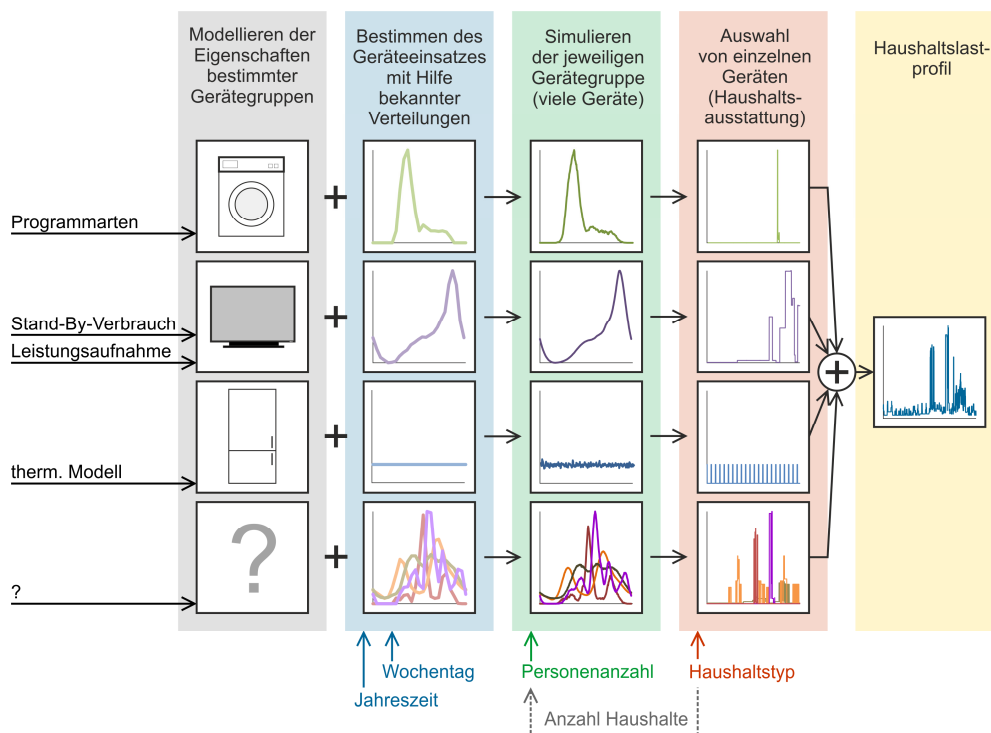 Modellieren der
Eigenschaften
bestimmter
Gerätegruppen
Bestimmen des
Geräteeinsatzes
mit Hilfe
bekannter
Verteilungen
Simulieren
der jeweiligen
Gerätegruppe
(viele Geräte)
Auswahl
von einzelnen
Geräten
(Haushalts-
ausstattung)
Haushaltslast-
profil
Programmarten
Stand-By-Verbrauch
Leistungsaufnahme
therm. Modell
?
?
Wochentag
Jahreszeit
Personenanzahl
Haushaltstyp
Anzahl Haushalte